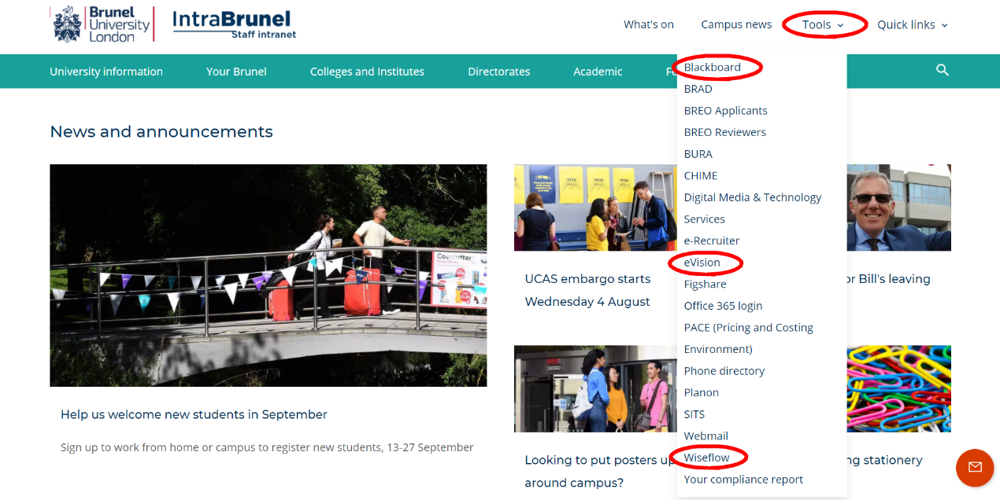 Brunel
University
London
IntraBrunel
Staff intranet
What's on
Campus news
Tools
Quick links
University information
Your Brunel
Colleges and Institutes
Directorates
Academic
F
Blackboard
BRAD
BREO Applicants
BREO Reviewers
BURA
CHIME
Digital Media & Technology
Services
e-Recruiter
eVision
Figshare
Office 365 login
PACE (Pricing and Costing
Environment)
Phone directory
Planon
SITS
Webmail
Wiseflow
Your compliance report
News and announcements
Costcutter
Help us welcome new students in September
Sign up to work from home or campus to register new students, 13-27 September
UCAS embargo starts
Wednesday 4 August
or Bill's leaving
Looking to put posters up
around campus?
ng stationery